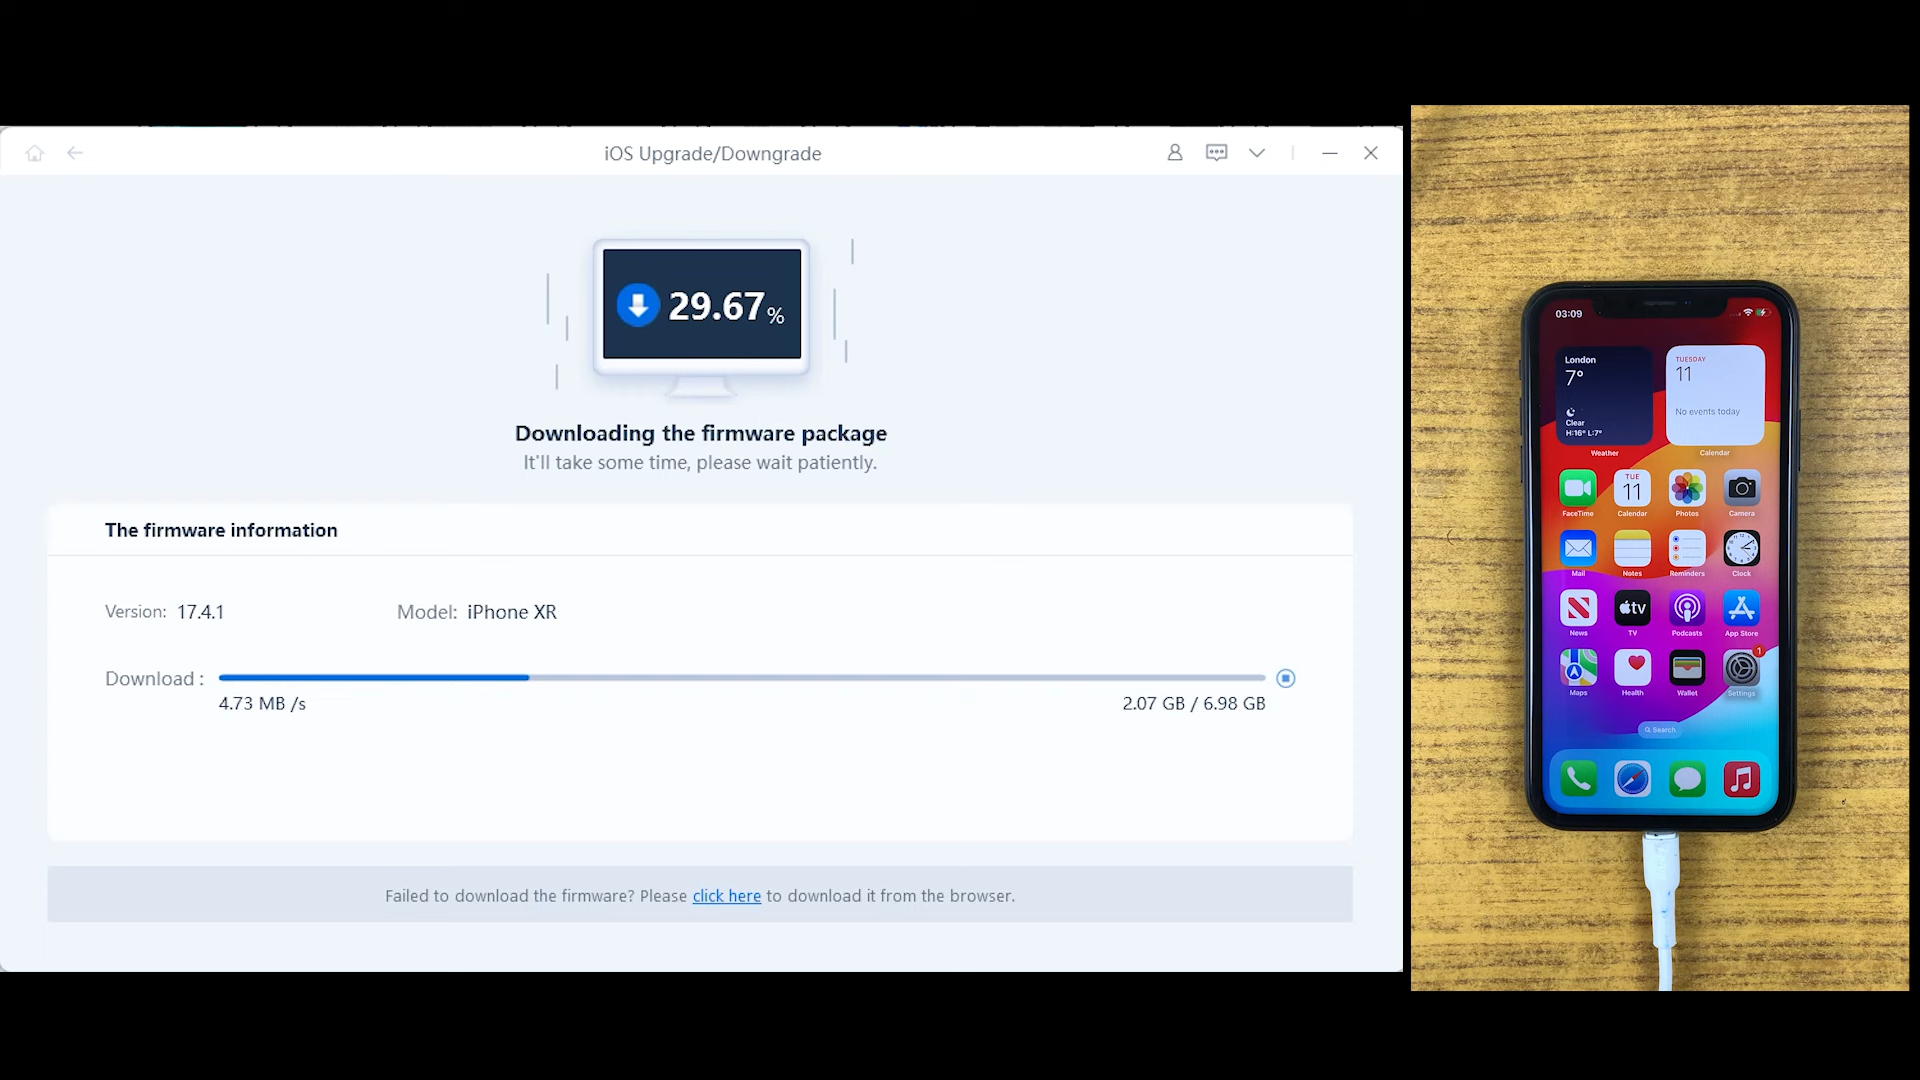 iOS Upgrade/Downgrade
29.67%
Downloading the firmware package
It'll take some time, please wait patiently.
The firmware information
Version: 17.4.1 Model: iPhone XR
Download :
4.73 MB /s 2.07 GB / 6.98 GB
Failed to download the firmware? Please click here to download it from the browser.
03:09
London
7°
Clear
H:16° L:7°
Weather
TUESDAY
11
No events today
Calendar
TUE
11
FaceTime Calendar Photos Camera
Mail Notes Reminders Clock
tv
News TV Podcasts App Store
1
Maps Health Wallet Settings
Search